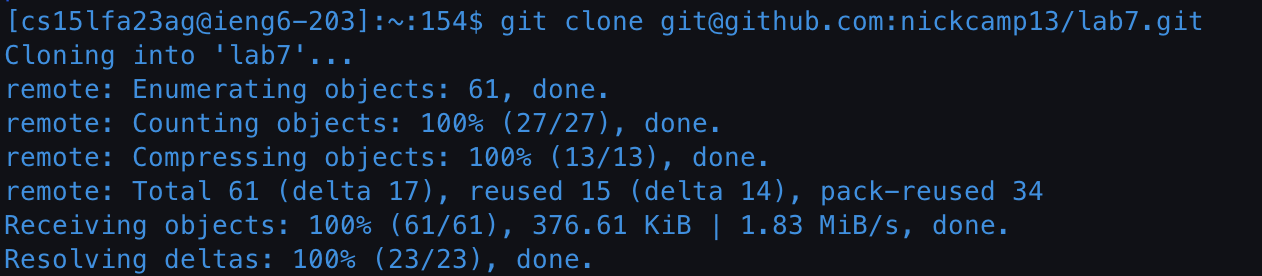 [cs15lfa23ag@ieng6-203]:~:154$ git clone git@github.com:nickcamp13/lab7.git
Cloning into 'lab7'...
remote: Enumerating objects: 61, done.
remote: Counting objects: 100% (27/27), done.
remote: Compressing objects: 100% (13/13), done.
remote: Total 61 (delta 17), reused 15 (delta 14), pack-reused 34
Receiving objects: 100% (61/61), 376.61 KiB | 1.83 MiB/s, done.
Resolving deltas: 100% (23/23), done.